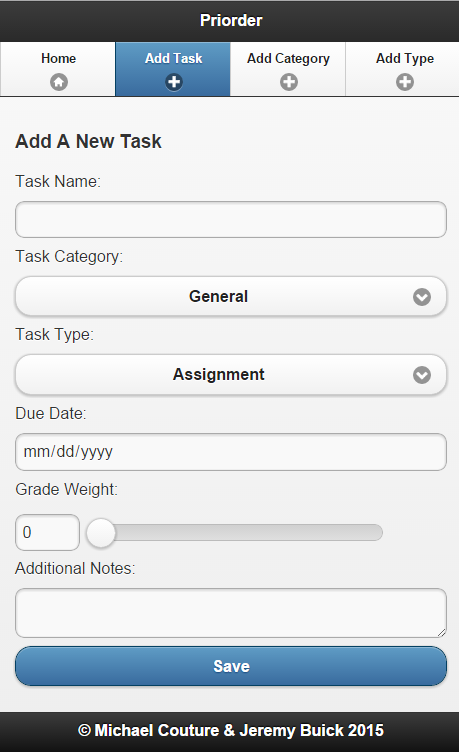 Priorder
Home Add Task Add Category Add Type
Add A New Task
Task Name:
Task Category:
General
Task Type:
Assignment
Due Date:
mm/dd/yyyy
Grade Weight:
0
Additional Notes:
Save
© Michael Couture & Jeremy Buick 2015